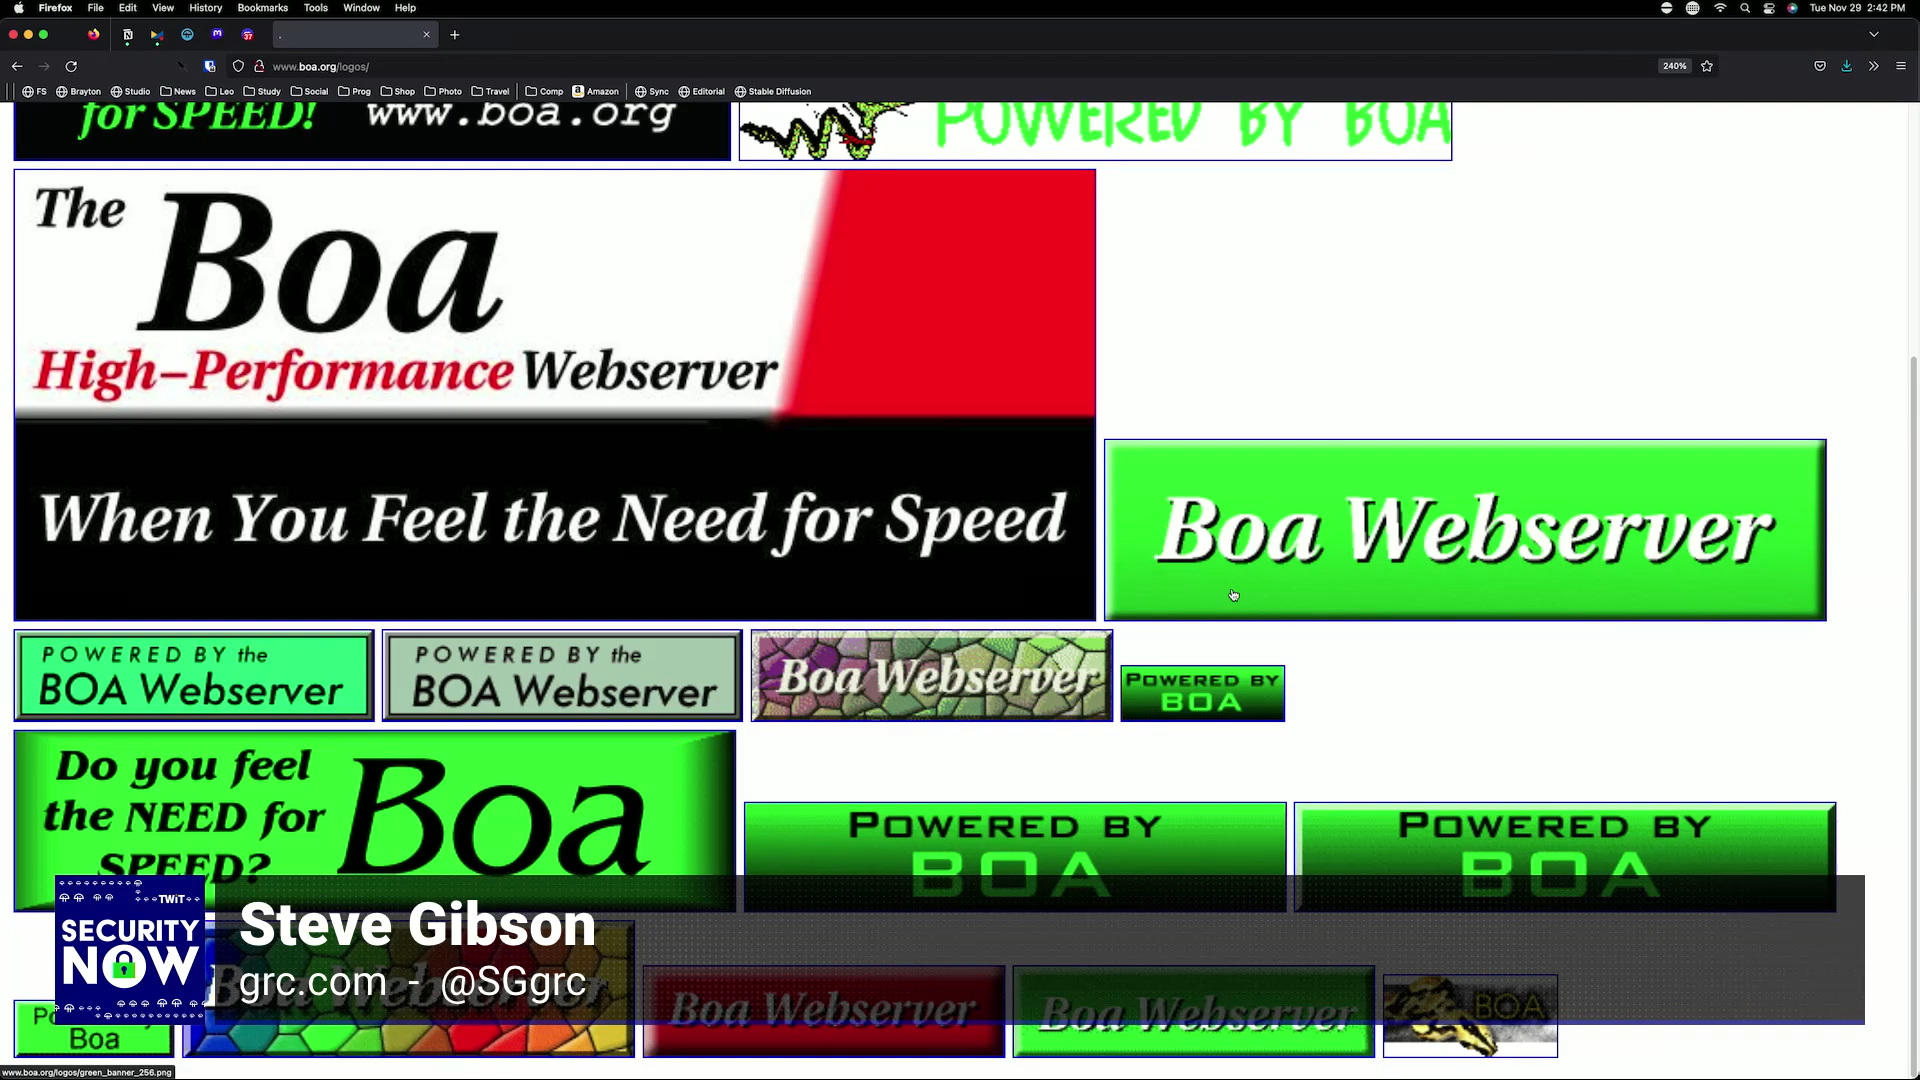 Firefox File Edit View History Bookmarks Tools Window Help
Tue Nov 29 2:42 PM
37
.
www.boa.org/logos/
240%
FS Brayton Studio News Leo Study Social Prog Shop Photo Travel Comp Amazon Sync Editorial Stable Diffusion
for SPEED! www.boa.org
POWERED BY BOA
The
Boa
High-Performance Webserver
When You Feel the Need for Speed
Boa Webserver
POWERED BY the
BOA Webserver
POWERED BY the
BOA Webserver
Boa Webserver
POWERED BY
BOA
Do you feel
the NEED for
SPEED?
Boa
POWERED BY
BOA
POWERED BY
BOA
TWiT
SECURITY
NOW
Steve Gibson
grc.com - @SGgrc
Boa
Boa Webserver
Boa Webserver
Boa Webserver
BOA
www.boa.org/logos/green_banner_256.png